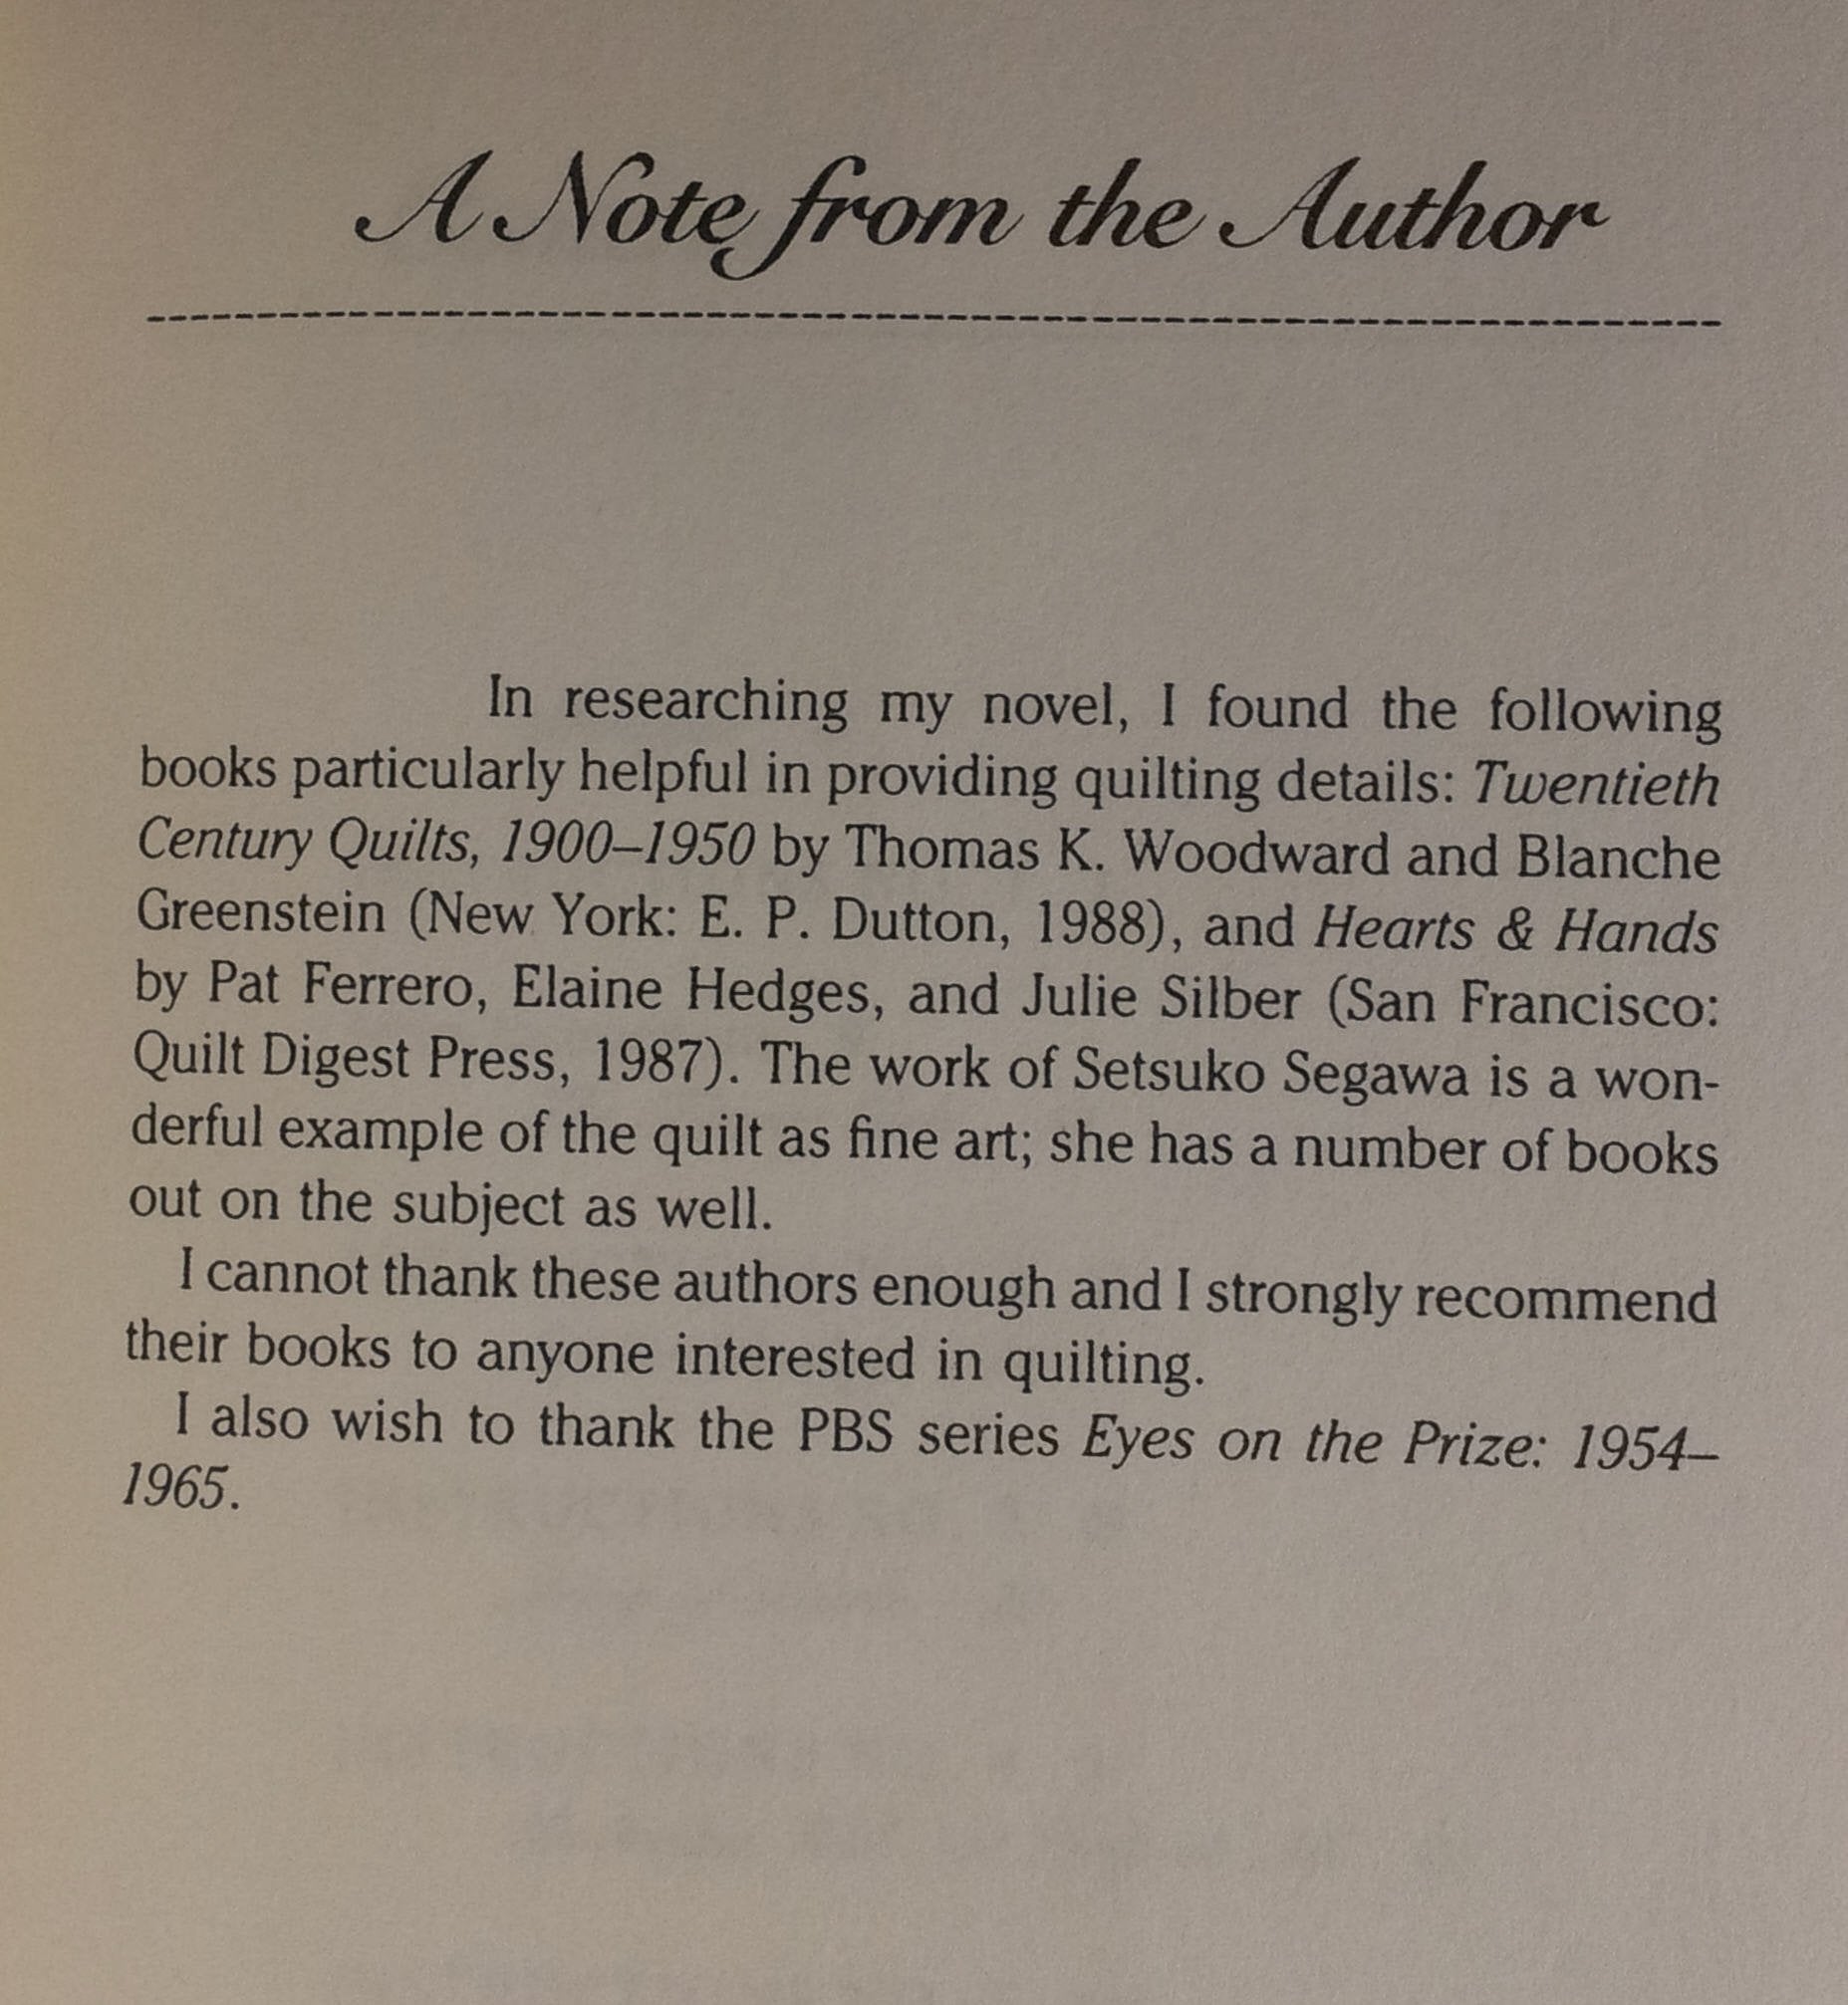 A Note from the Author
In researching my novel, I found the following
books particularly helpful in providing quilting details: Twentieth
Century Quilts, 1900–1950 by Thomas K. Woodward and Blanche
Greenstein (New York: E. P. Dutton, 1988), and Hearts & Hands
by Pat Ferrero, Elaine Hedges, and Julie Silber (San Francisco:
Quilt Digest Press, 1987). The work of Setsuko Segawa is a won-
derful example of the quilt as fine art; she has a number of books
out on the subject as well.
I cannot thank these authors enough and I strongly recommend
their books to anyone interested in quilting.
I also wish to thank the PBS series Eyes on the Prize: 1954–
1965.